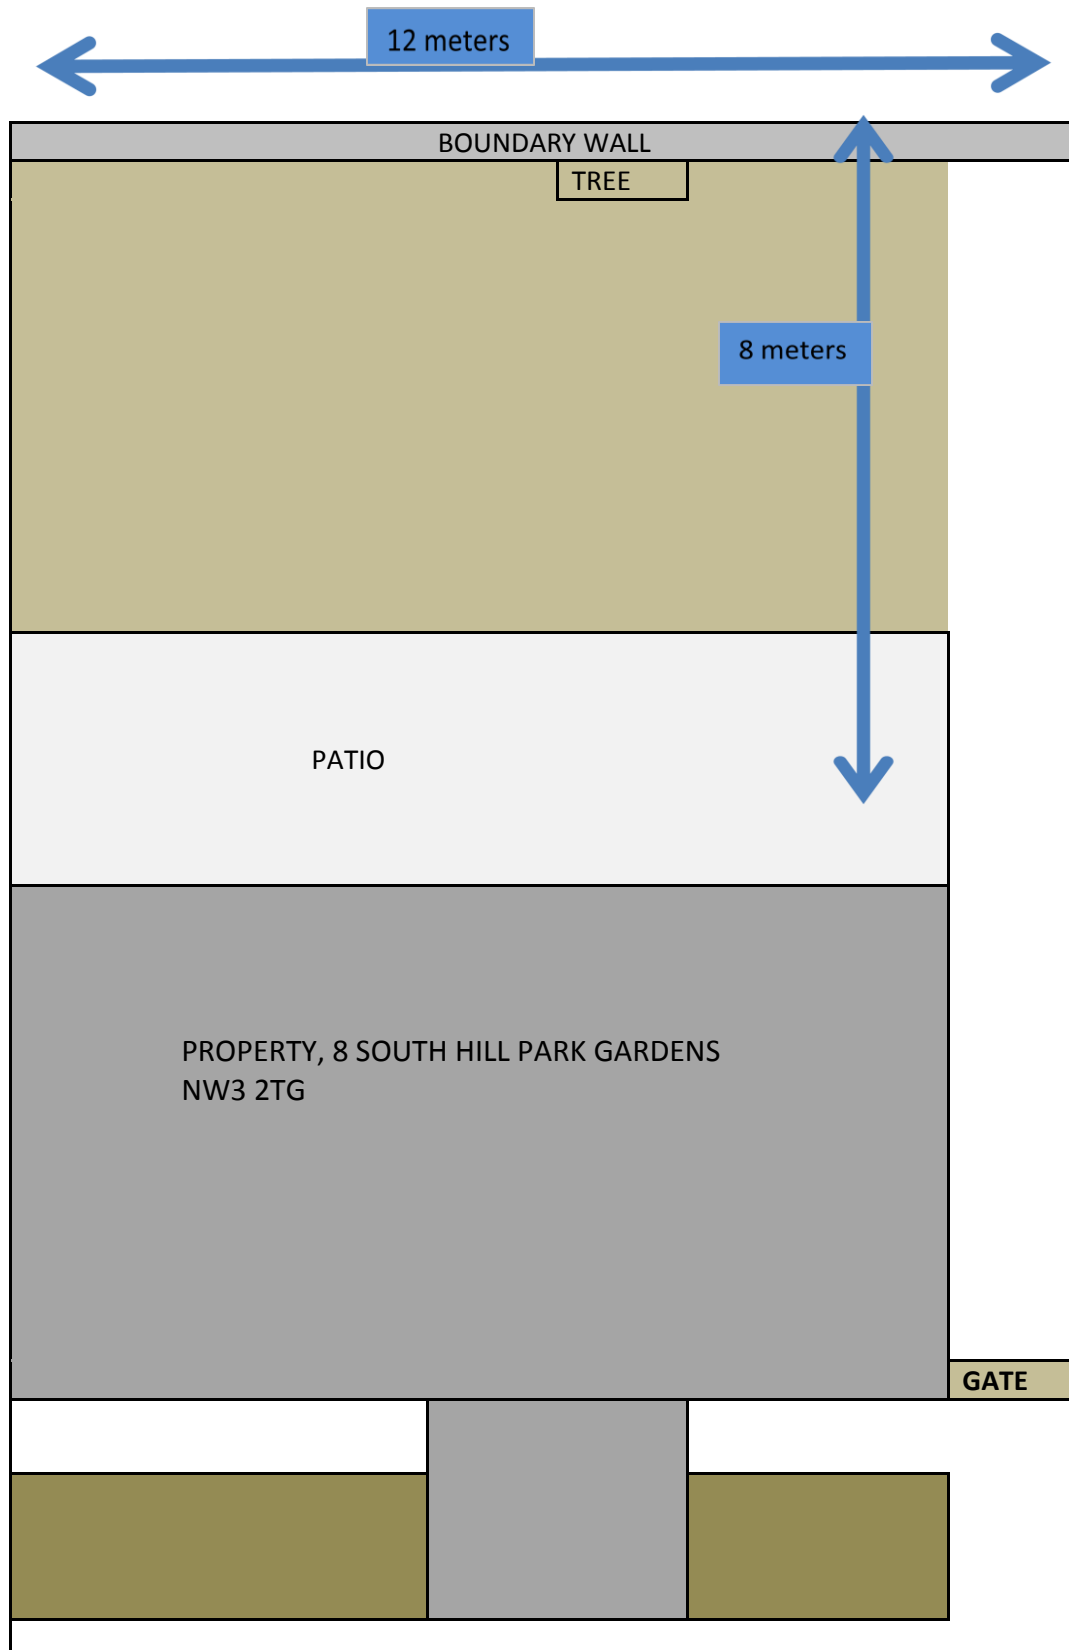 12 meters
BOUNDARY WALL
TREE
8 meters
PATIO
PROPERTY, 8 SOUTH HILL PARK GARDENS
NW3 2TG
GATE